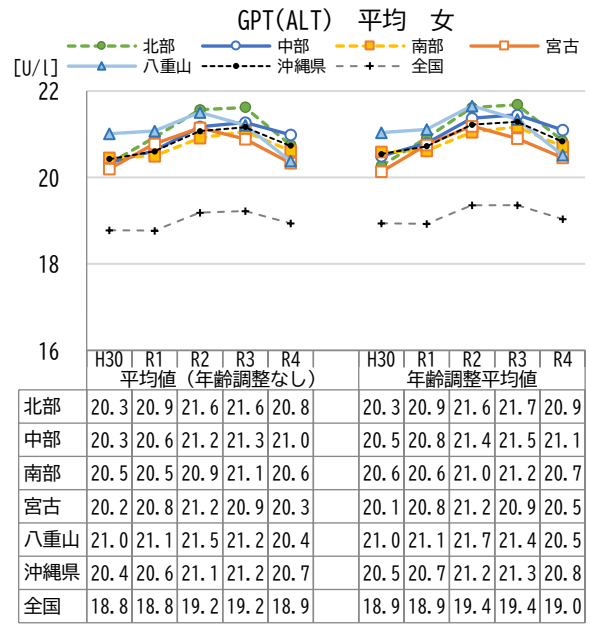 GPT(ALT) 平均 女
北部 中部 南部 宮古
[U/l] 八重山 沖縄県 全国
22
20
18
16
H30 R1 R2 R3 R4 H30 R1 R2 R3 R4
平均値（年齢調整なし） 年齢調整平均値
北部 20.3 20.9 21.6 21.6 20.8 20.3 20.9 21.6 21.7 20.9
中部 20.3 20.6 21.2 21.3 21.0 20.5 20.8 21.4 21.5 21.1
南部 20.5 20.5 20.9 21.1 20.6 20.6 20.6 21.0 21.2 20.7
宮古 20.2 20.8 21.2 20.9 20.3 20.1 20.8 21.2 20.9 20.5
八重山 21.0 21.1 21.5 21.2 20.4 21.0 21.1 21.7 21.4 20.5
沖縄県 20.4 20.6 21.1 21.2 20.7 20.5 20.7 21.2 21.3 20.8
全国 18.8 18.8 19.2 19.2 18.9 18.9 18.9 19.4 19.4 19.0